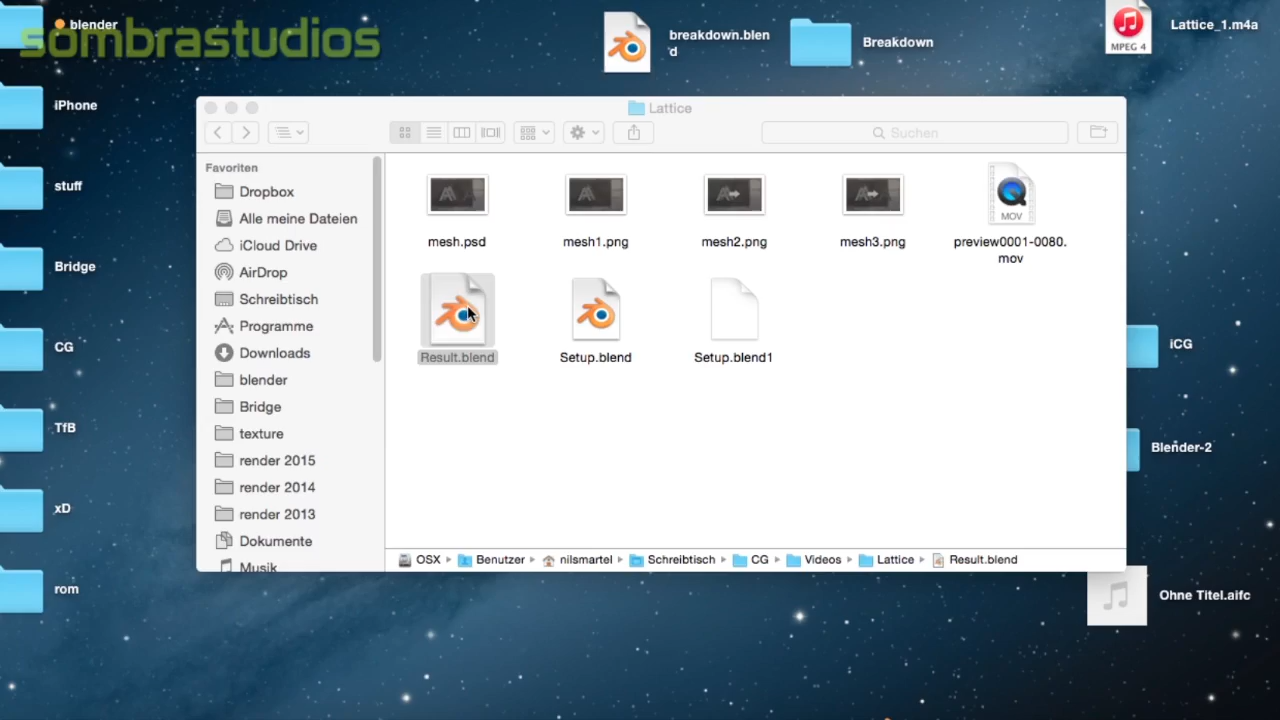 blender
sombrastudios
breakdown.blen
d
Breakdown
Lattice_1.m4a
MPEG 4
iPhone
stuff
Bridge
CG
TfB
xD
rom
Lattice
Suchen
Favoriten
Dropbox
Alle meine Dateien
iCloud Drive
AirDrop
Schreibtisch
Programme
Downloads
blender
Bridge
texture
render 2015
render 2014
render 2013
Dokumente
Musik
mesh.psd
mesh1.png
mesh2.png
mesh3.png
MOV
preview0001-0080.
mov
Result.blend
Setup.blend
Setup.blend1
OSX
Benutzer
nilsmartel
Schreibtisch
CG
Videos
Lattice
Result.blend
iCG
Blender-2
Ohne Titel.aifc